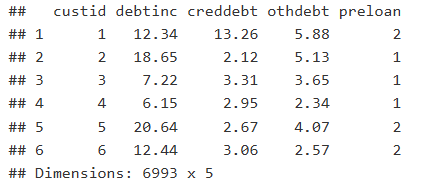 ##   custid debtinc creddebt othdebt preloan
## 1      1   12.34    13.26    5.88       2
## 2      2   18.65     2.12    5.13       1
## 3      3    7.22     3.31    3.65       1
## 4      4    6.15     2.95    2.34       1
## 5      5   20.64     2.67    4.07       2
## 6      6   12.44     3.06    2.57       2
## Dimensions: 6993 x 5